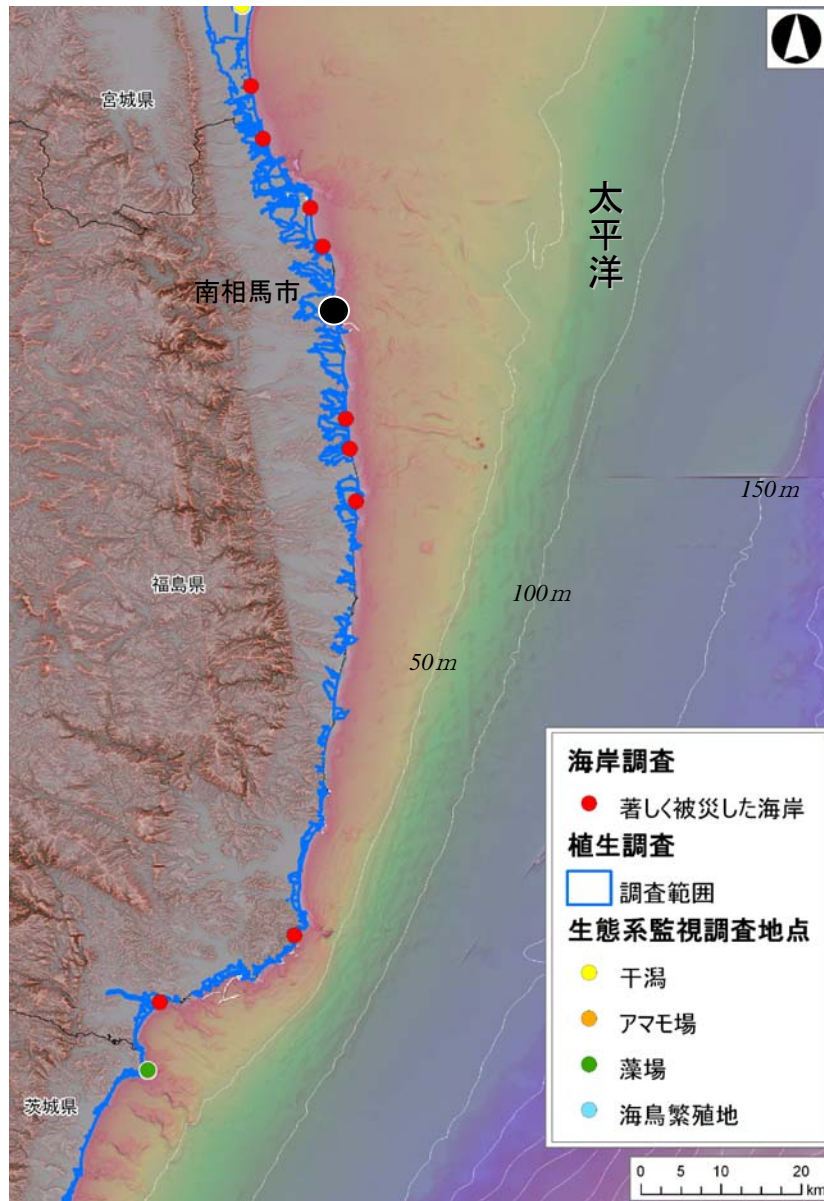 宮城県
太平洋
南相馬市
150m
福島県
100m
50m
海岸調査
著しく被災した海岸
植生調査
調査範囲
生態系監視調査地点
干潟
アマモ場
藻場
海鳥繁殖地
茨城県
0 5 10 20
km